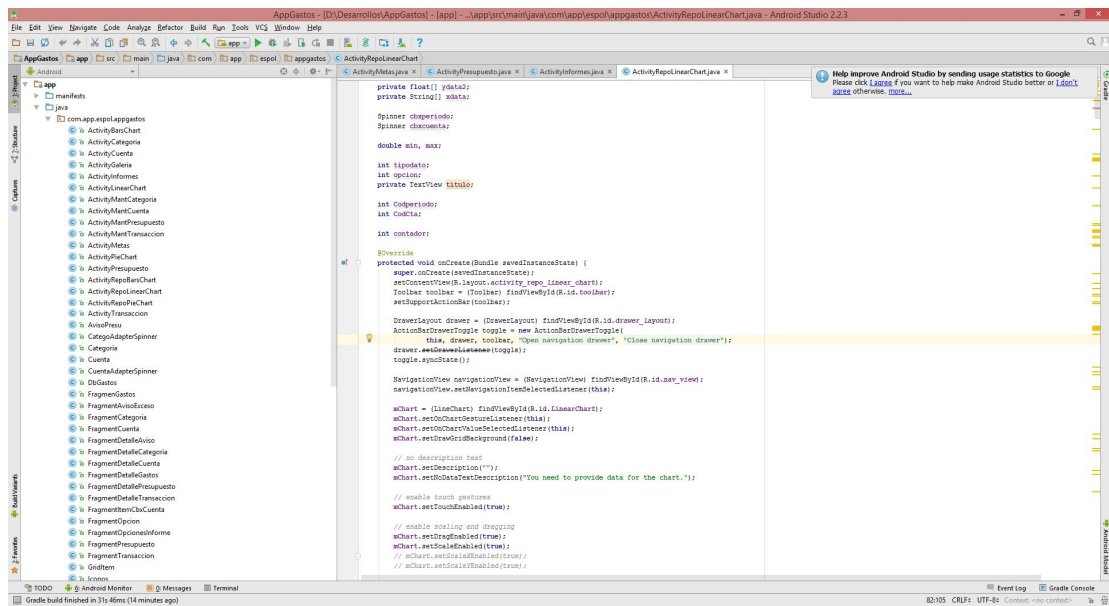 AppGastos - [D:\Desarrollos\AppGastos] - [app] - ...\app\src\main\java\com\app\espol\appgastos\ActivityRepoLinearChart.java - Android Studio 2.2.3
File Edit View Navigate Code Analyze Refactor Build Run Tools VCS Window Help
app
AppGastos app src main java com app espol appgastos ActivityRepoLinearChart
Android
ActivityMetas.java ActivityPresupuesto.java ActivityInformes.java ActivityRepoLinearChart.java
Help improve Android Studio by sending usage statistics to Google
Please click I agree if you want to help make Android Studio better or I don't
agree otherwise. more...
1: Project
Z: Structure
Captures
Build Variants
2: Favorites
Gradle
Android Model
app
manifests
java
com.app.espol.appgastos
ActivityBarsChart
ActivityCategoria
ActivityCuenta
ActivityGaleria
ActivityInformes
ActivityLinearChart
ActivityMantCategoria
ActivityMantCuenta
ActivityMantPresupuesto
ActivityMantTransaccion
ActivityMetas
ActivityPieChart
ActivityPresupuesto
ActivityRepoBarsChart
ActivityRepoLinearChart
ActivityRepoPieChart
ActivityTransaccion
AvisoPresu
CategoAdapterSpinner
Categoria
Cuenta
CuentaAdapterSpinner
DbGastos
FragmenGastos
FragmentAvisoExceso
FragmentCategoria
FragmentCuenta
FragmentDetalleAviso
FragmentDetalleCategoria
FragmentDetalleCuenta
FragmentDetalleGastos
FragmentDetallePresupuesto
FragmentDetalleTransaccion
FragmentItemCbxCuenta
FragmentOpcion
FragmentOpcionesInforme
FragmentPresupuesto
FragmentTransaccion
GridItem
Iconos
private float[] ydata2;
private String[] xdata;
Spinner cbxperiodo;
Spinner cbxcuenta;
double min, max;
int tipodato;
int opcion;
private TextView titulo;
int Codperiodo;
int CodCta;
int contador;
@Override
protected void onCreate(Bundle savedInstanceState) {
super.onCreate(savedInstanceState);
setContentView(R.layout.activity_repo_linear_chart);
Toolbar toolbar = (Toolbar) findViewById(R.id.toolbar);
setSupportActionBar(toolbar);
DrawerLayout drawer = (DrawerLayout) findViewById(R.id.drawer_layout);
ActionBarDrawerToggle toggle = new ActionBarDrawerToggle(
this, drawer, toolbar, "Open navigation drawer", "Close navigation drawer");
drawer.setDrawerListener(toggle);
toggle.syncState();
NavigationView navigationView = (NavigationView) findViewById(R.id.nav_view);
navigationView.setNavigationItemSelectedListener(this);
mChart = (LineChart) findViewById(R.id.LinearChart);
mChart.setOnChartGestureListener(this);
mChart.setOnChartValueSelectedListener(this);
mChart.setDrawGridBackground(false);
// no description text
mChart.setDescription("");
mChart.setNoDataTextDescription("You need to provide data for the chart.");
// enable touch gestures
mChart.setTouchEnabled(true);
// enable scaling and dragging
mChart.setDragEnabled(true);
mChart.setScaleEnabled(true);
// mChart.setScaleXEnabled(true);
// mChart.setScaleYEnabled(true);
TODO 6: Android Monitor 0: Messages Terminal Event Log Gradle Console
Gradle build finished in 31s 46ms (14 minutes ago) 82:105 CRLF÷ UTF-8÷ Context: <no context>